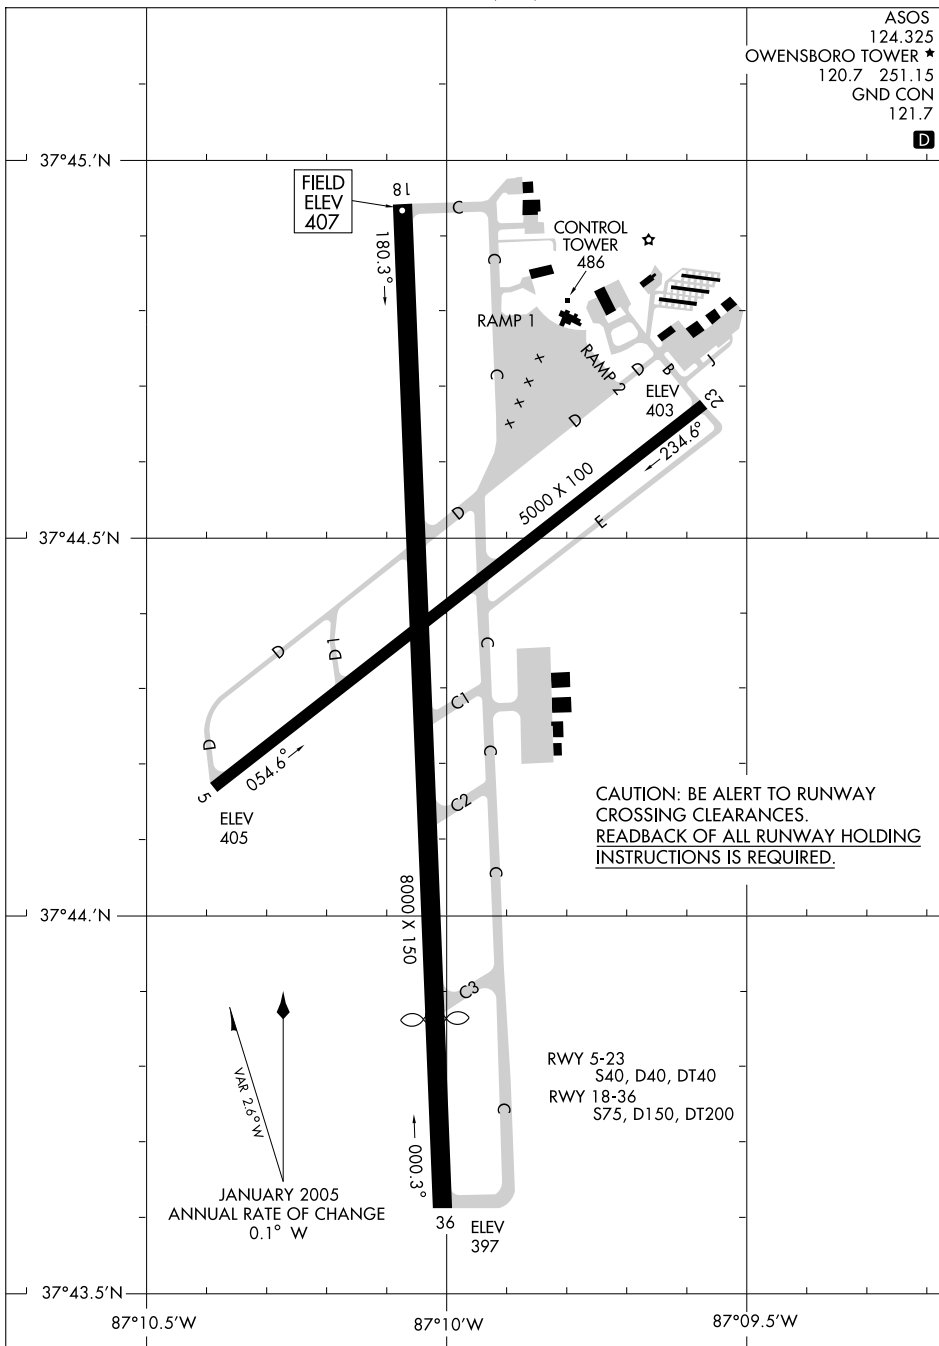 ASOS
124.325
OWENSBORO TOWER ★
120.7 251.15
GND CON
121.7
D
37°45.'N
FIELD
ELEV
407
18
180.3°
C
C
CONTROL
TOWER
486
RAMP 1
RAMP 2
C
D
B
J
ELEV
403
23
234.6°
D
5000 X 100
E
D
37°44.5'N
D
D1
C
C1
C
D
054.6°
5
ELEV
405
C2
CAUTION: BE ALERT TO RUNWAY
CROSSING CLEARANCES.
READBACK OF ALL RUNWAY HOLDING
INSTRUCTIONS IS REQUIRED.
C
8000 X 150
37°44.'N
C3
VAR 2.6°W
RWY 5-23
S40, D40, DT40
RWY 18-36
S75, D150, DT200
C
000.3°
JANUARY 2005
ANNUAL RATE OF CHANGE
0.1° W
36
ELEV
397
37°43.5'N
87°10.5'W
87°10'W
87°09.5'W